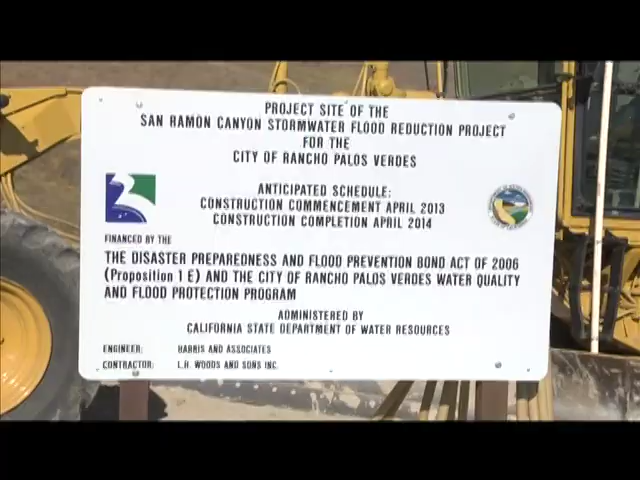 PROJECT SITE OF THE
SAN RAMON CANYON STORMWATER FLOOD REDUCTION PROJECT
FOR THE
CITY OF RANCHO PALOS VERDES
ANTICIPATED SCHEDULE:
CONSTRUCTION COMMENCEMENT APRIL 2013
CONSTRUCTION COMPLETION APRIL 2014
FINANCED BY THE
THE DISASTER PREPAREDNESS AND FLOOD PREVENTION BOND ACT OF 2006
(Proposition 1 E) AND THE CITY OF RANCHO PALOS VERDES WATER QUALITY
AND FLOOD PROTECTION PROGRAM
ADMINISTERED BY
CALIFORNIA STATE DEPARTMENT OF WATER RESOURCES
ENGINEER: HARRIS AND ASSOCIATES
CONTRACTOR: L.H. WOODS AND SONS INC.